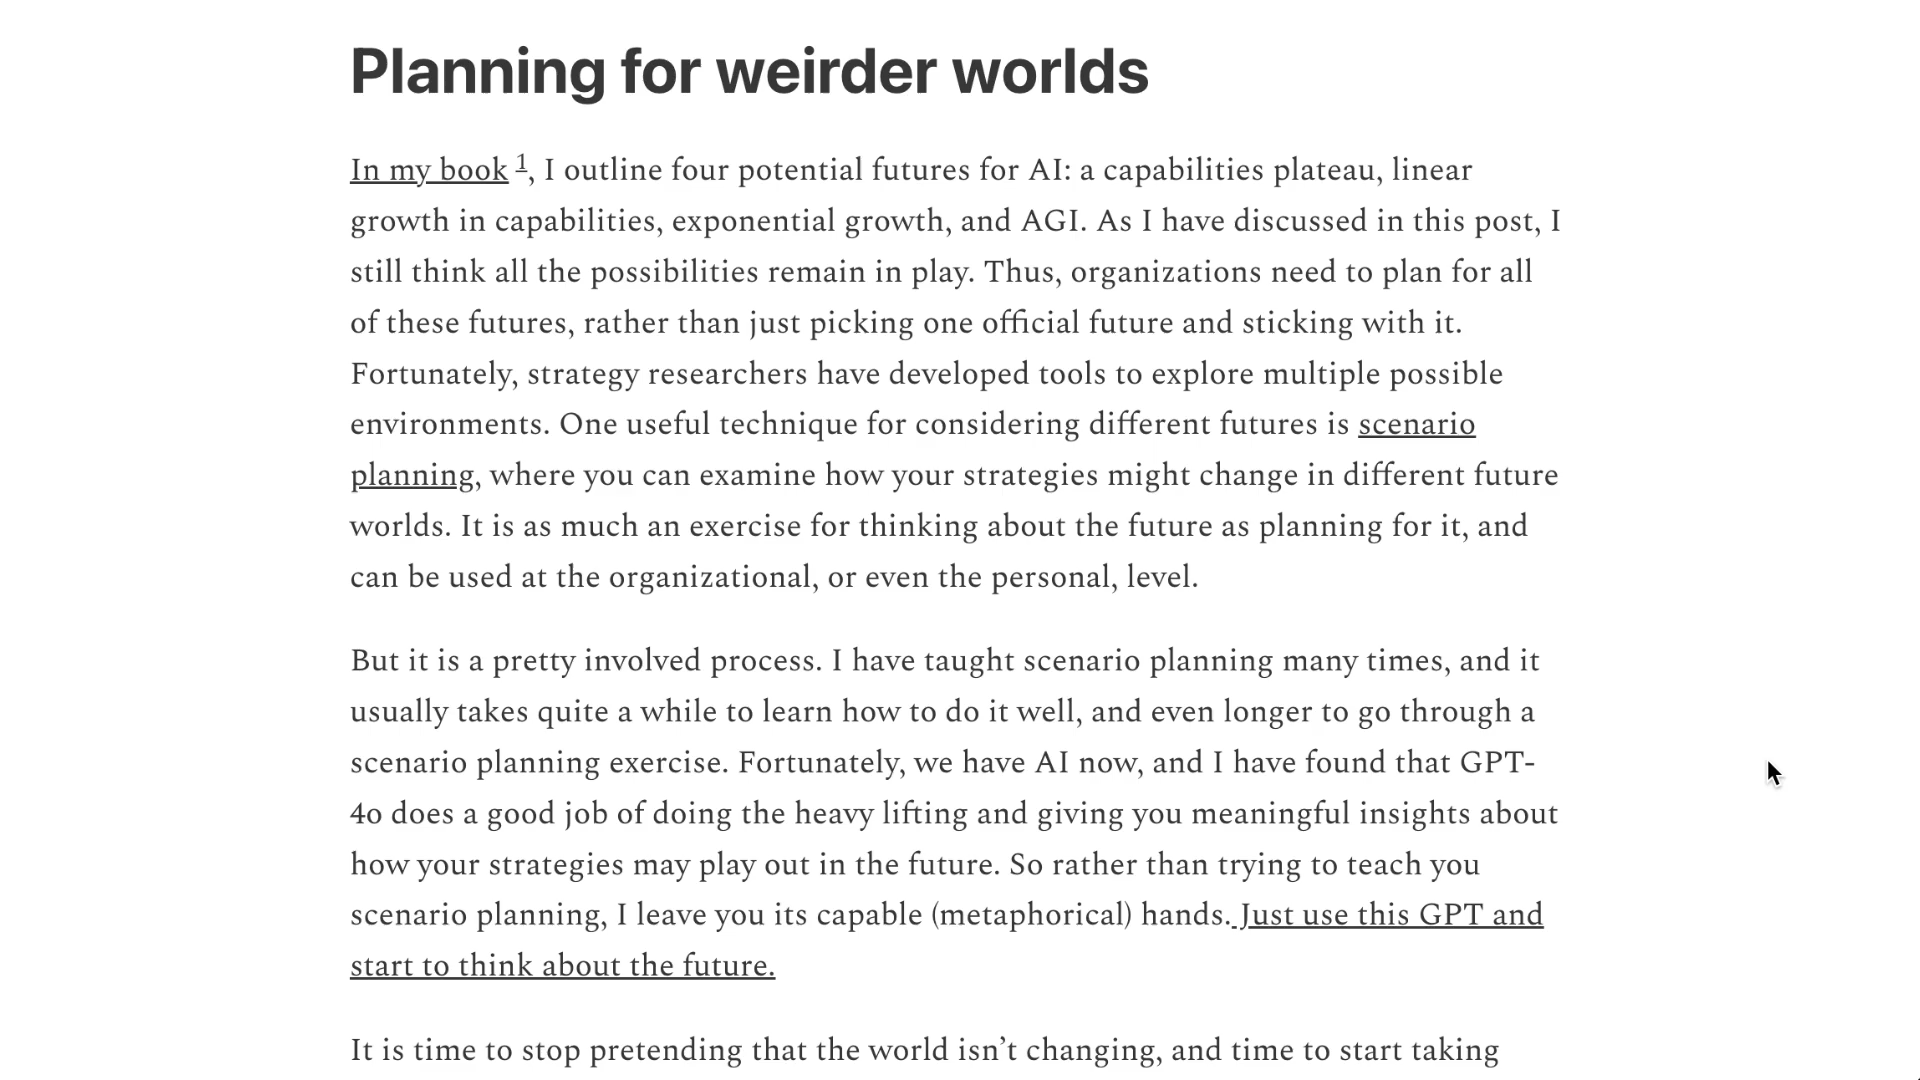 Planning for weirder worlds
In my book 1, I outline four potential futures for AI: a capabilities plateau, linear
growth in capabilities, exponential growth, and AGI. As I have discussed in this post, I
still think all the possibilities remain in play. Thus, organizations need to plan for all
of these futures, rather than just picking one official future and sticking with it.
Fortunately, strategy researchers have developed tools to explore multiple possible
environments. One useful technique for considering different futures is scenario
planning, where you can examine how your strategies might change in different future
worlds. It is as much an exercise for thinking about the future as planning for it, and
can be used at the organizational, or even the personal, level.
But it is a pretty involved process. I have taught scenario planning many times, and it
usually takes quite a while to learn how to do it well, and even longer to go through a
scenario planning exercise. Fortunately, we have AI now, and I have found that GPT-
4o does a good job of doing the heavy lifting and giving you meaningful insights about
how your strategies may play out in the future. So rather than trying to teach you
scenario planning, I leave you its capable (metaphorical) hands. Just use this GPT and
start to think about the future.
It is time to stop pretending that the world isn’t changing, and time to start taking